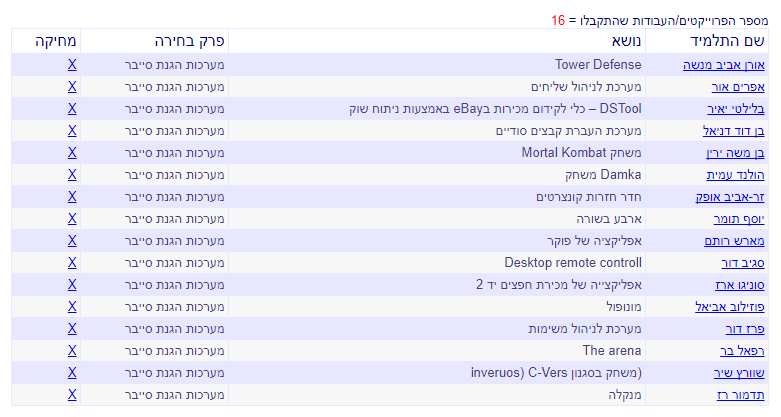 מספר הפרוייקטים/העבודות שהתקבלו = 16
שם התלמיד נושא פרק בחירה מחיקה
אורן אביב מנשה Tower Defense מערכות הגנת סייבר X
אפרים אור מערכת לניהול שליחים מערכות הגנת סייבר X
בלילטי יאיר DSTool – כלי לקידום מכירות בeBay באמצעות ניתוח שוק מערכות הגנת סייבר X
בן דוד דניאל מערכת העברת קבצים סודיים מערכות הגנת סייבר X
בן משה ירין משחק Mortal Kombat מערכות הגנת סייבר X
הולנד עמית Damka משחק מערכות הגנת סייבר X
זר-אביב אופק חדר חזרות קונצרטים מערכות הגנת סייבר X
יוסף תומר ארבע בשורה מערכות הגנת סייבר X
מארש רותם אפליקציה של פוקר מערכות הגנת סייבר X
סגיב דור Desktop remote controll מערכות הגנת סייבר X
סוניגו ארז אפליקצייה של מכירת חפצים יד 2 מערכות הגנת סייבר X
פוזילוב אביאל מונופול מערכות הגנת סייבר X
פרז דור מערכת לניהול משימות מערכות הגנת סייבר X
רפאל בר The arena מערכות הגנת סייבר X
שוורץ שיר (משחק בסגנון C-Vers (inveruos מערכות הגנת סייבר X
תדמור רז מנקלה מערכות הגנת סייבר X